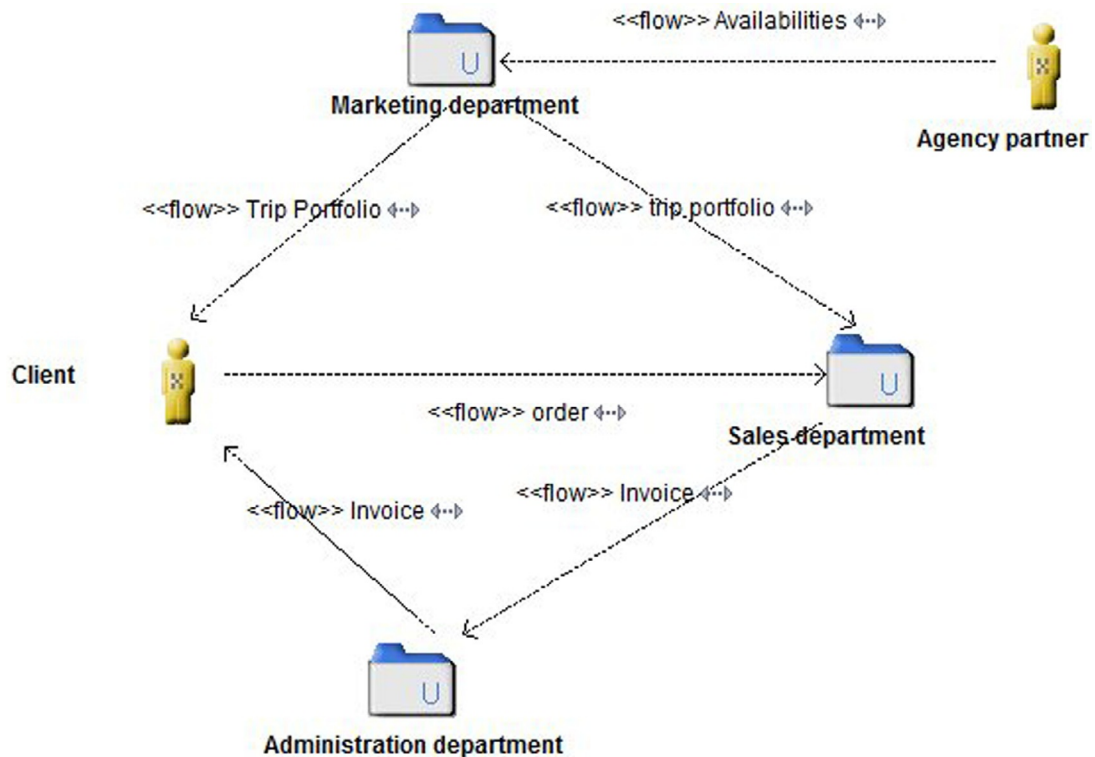 <<flow>> Availabilities
U
X
Marketing department
Agency partner
<<flow>> Trip Portfolio
<<flow>> trip portfolio
Client
X
U
<<flow>> order
Sales department
<<flow>> Invoice
<<flow>> Invoice
U
Administration department